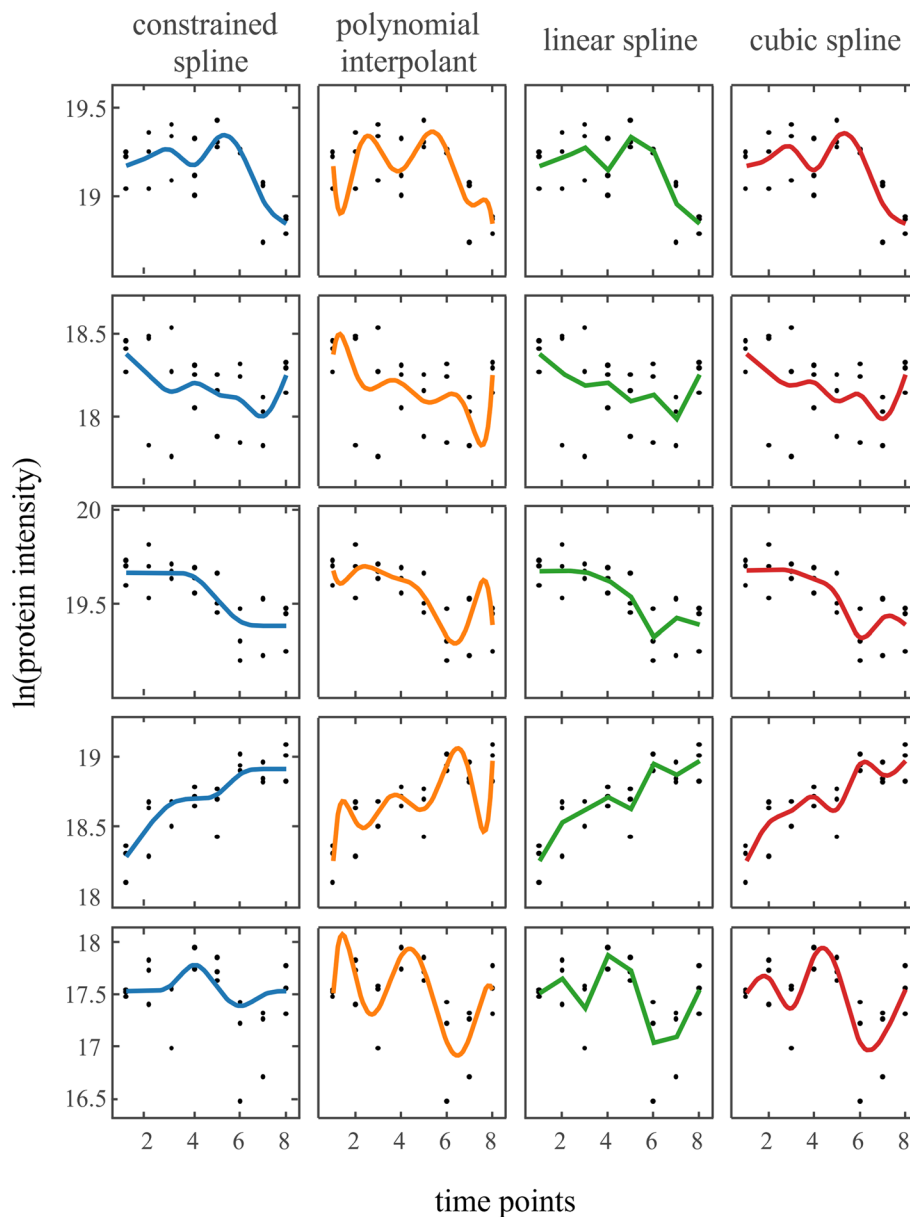 constrained spline
polynomial interpolant
linear spline
cubic spline
19.5
19
18.5
18
20
19.5
19
18.5
18
18
17.5
17
16.5
ln(protein intensity)
2 4 6 8
2 4 6 8
2 4 6 8
2 4 6 8
time points